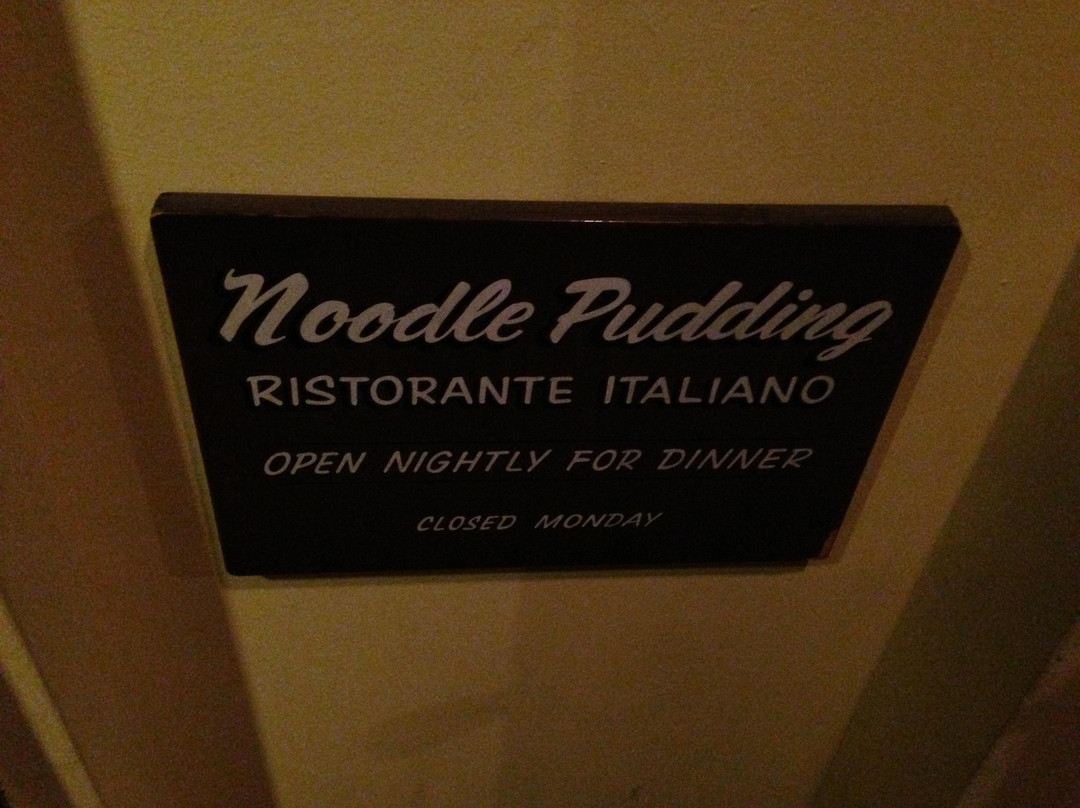 Noodle Pudding
RISTORANTE ITALIANO
OPEN NIGHTLY FOR DINNER
CLOSED MONDAY